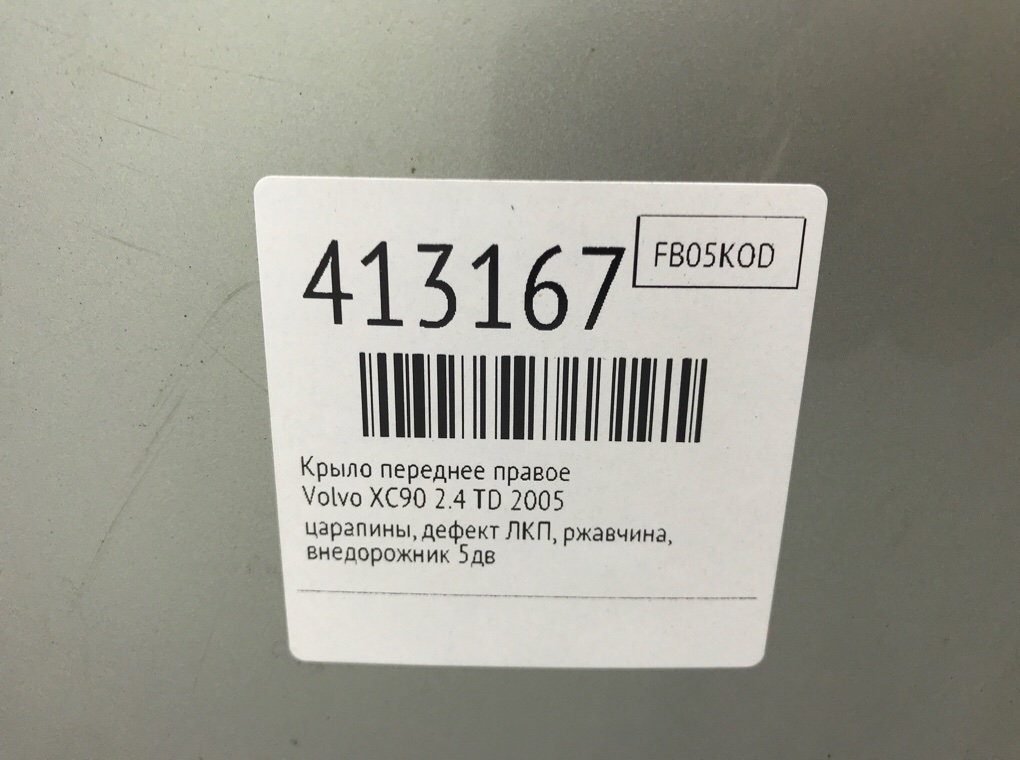 413167
FB05KOD
Крыло переднее правое
Volvo XC90 2.4 TD 2005
царапины, дефект ЛКП, ржавчина,
внедорожник 5дв